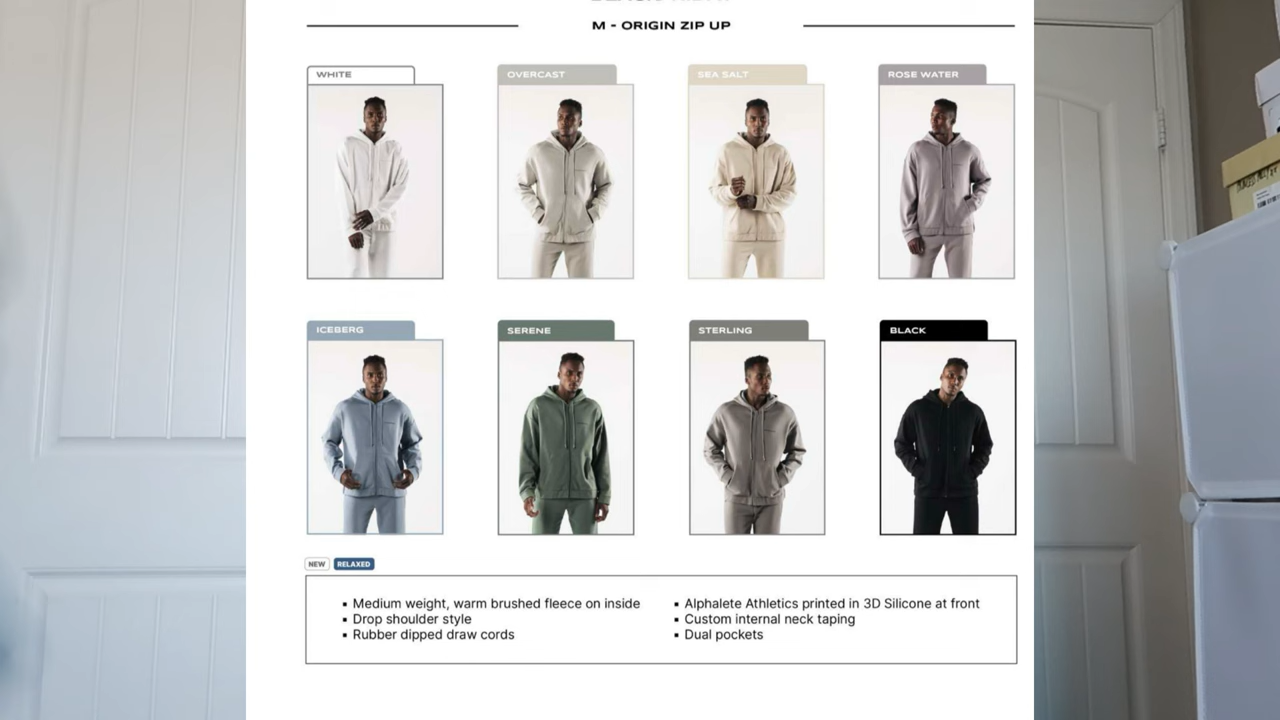 M - ORIGIN ZIP UP
WHITE
OVERCAST
SEA SALT
ROSE WATER
ICEBERG
SERENE
STERLING
BLACK
NEW
RELAXED
▪ Medium weight, warm brushed fleece on inside
▪ Drop shoulder style
▪ Rubber dipped draw cords
▪ Alphalete Athletics printed in 3D Silicone at front
▪ Custom internal neck taping
▪ Dual pockets